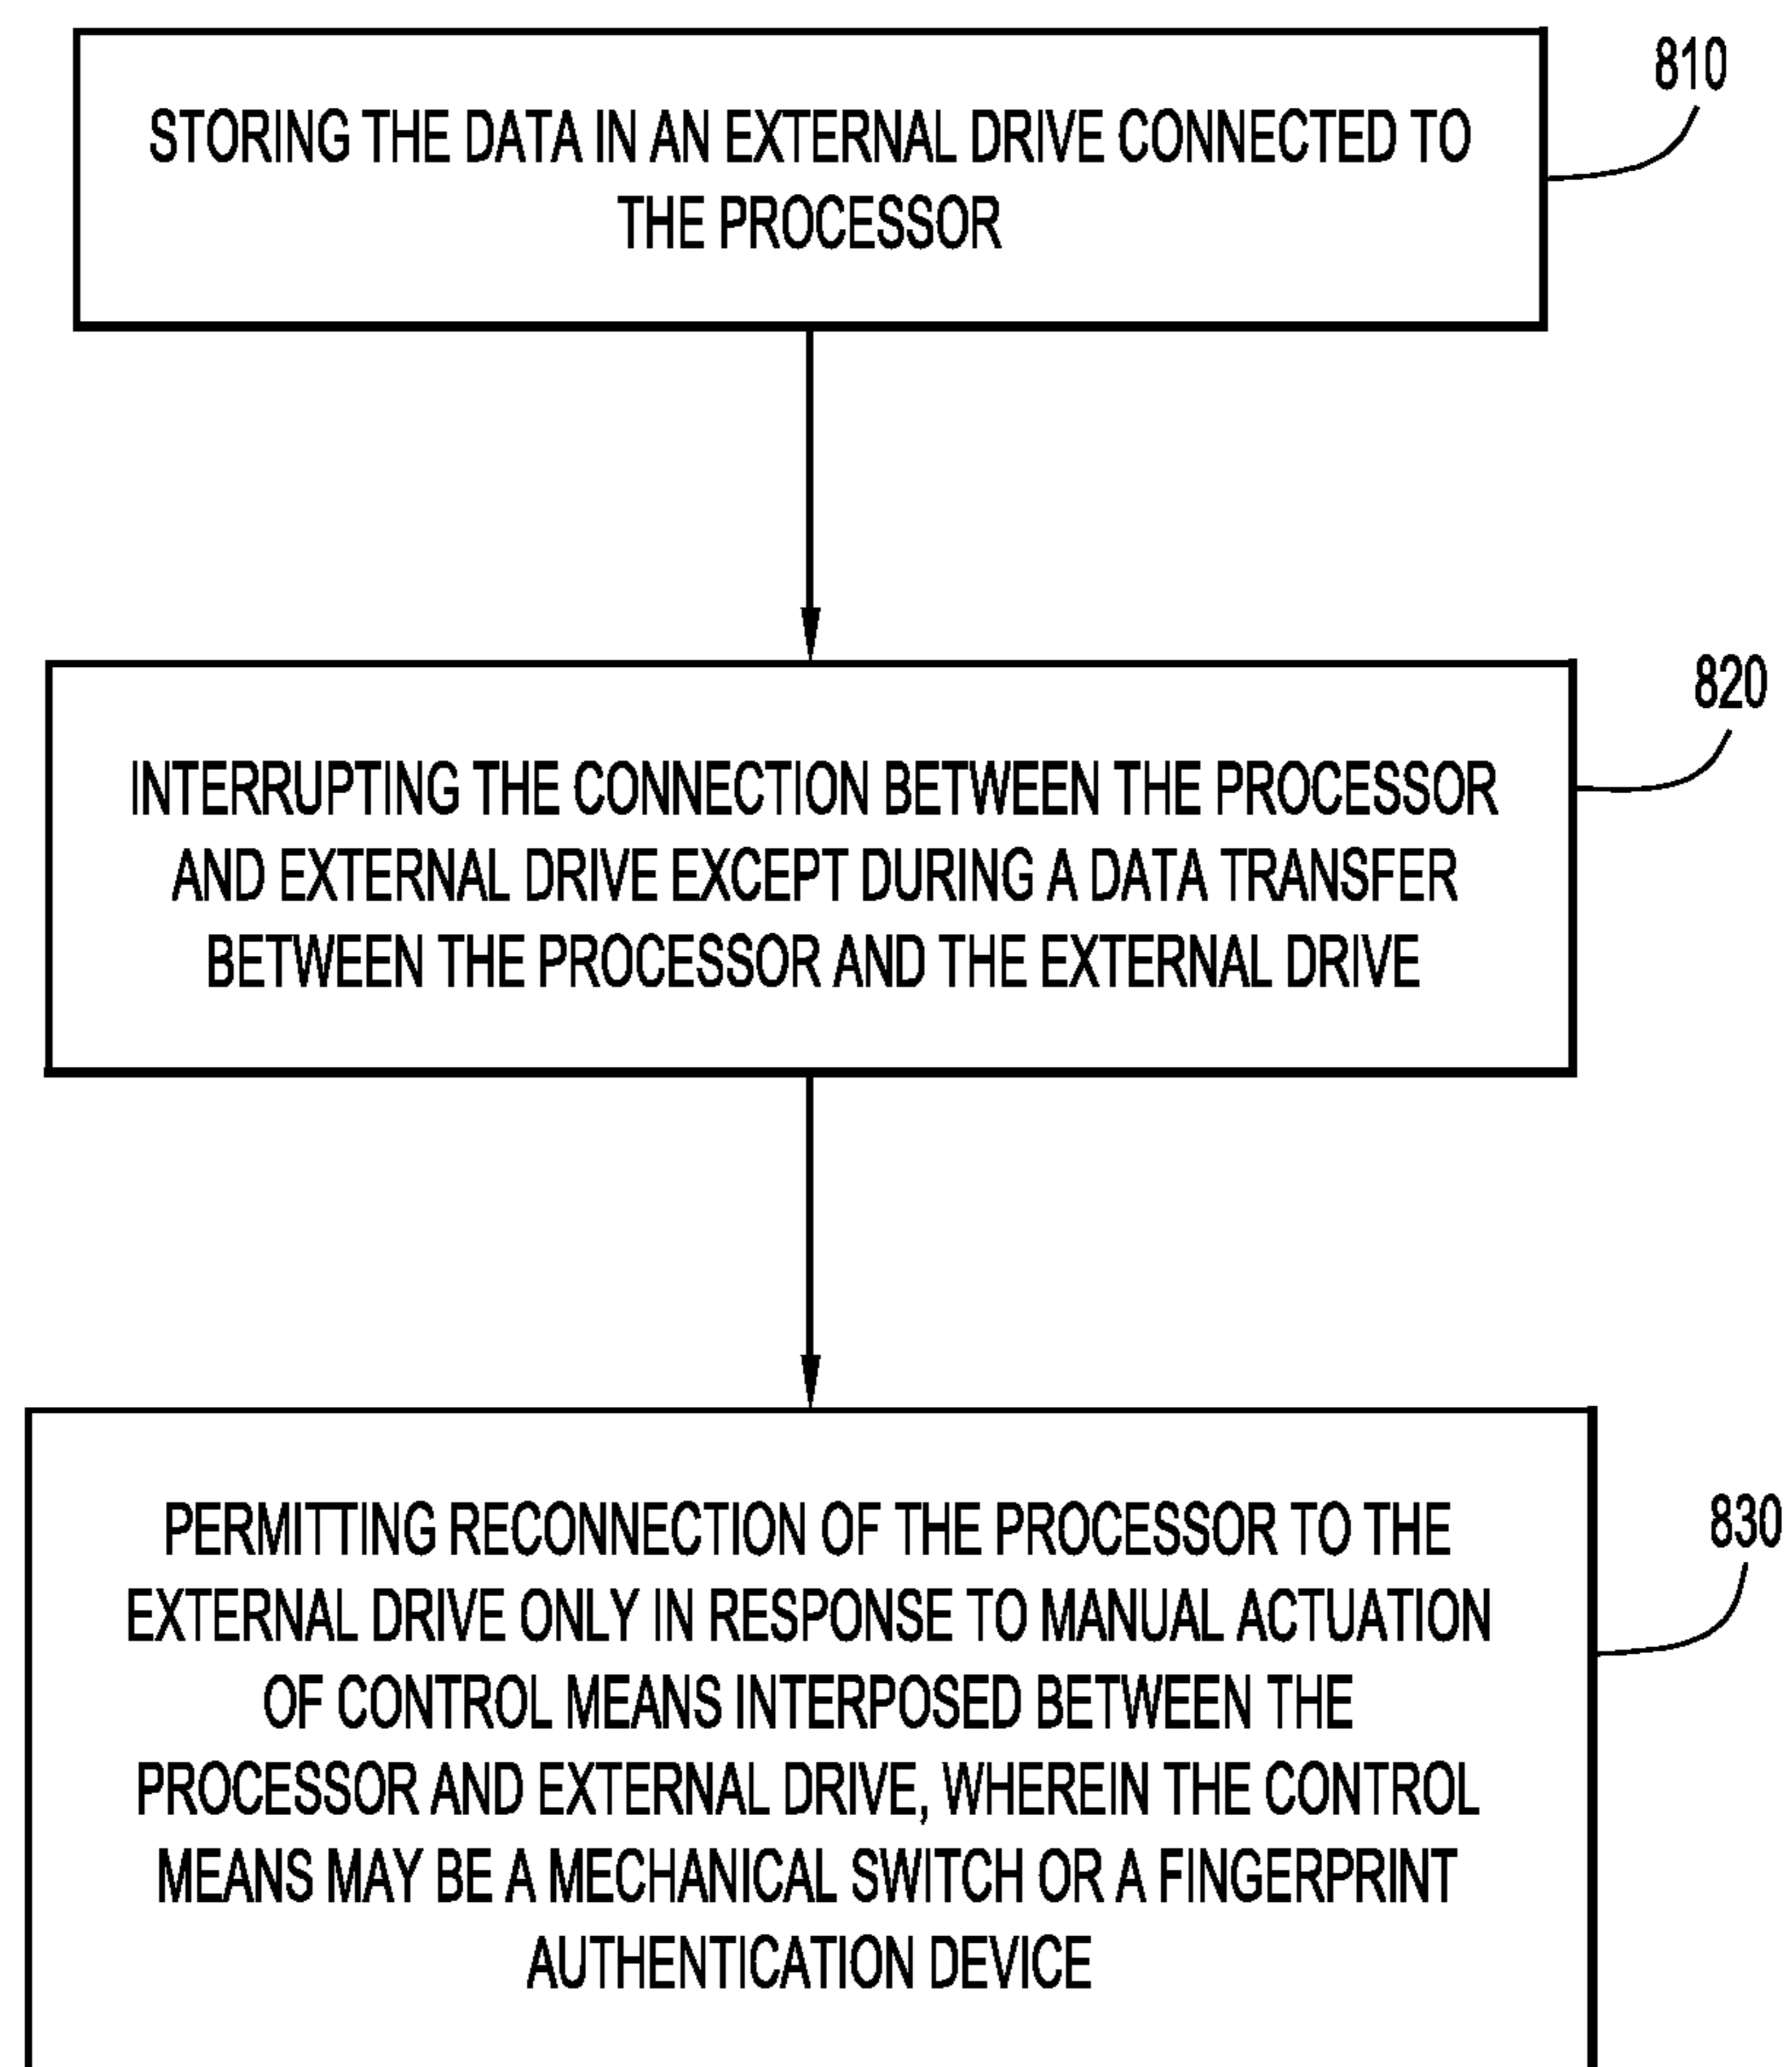 810
STORING THE DATA IN AN EXTERNAL DRIVE CONNECTED TO
THE PROCESSOR
820
INTERRUPTING THE CONNECTION BETWEEN THE PROCESSOR
AND EXTERNAL DRIVE EXCEPT DURING A DATA TRANSFER
BETWEEN THE PROCESSOR AND THE EXTERNAL DRIVE
830
PERMITTING RECONNECTION OF THE PROCESSOR TO THE
EXTERNAL DRIVE ONLY IN RESPONSE TO MANUAL ACTUATION
OF CONTROL MEANS INTERPOSED BETWEEN THE
PROCESSOR AND EXTERNAL DRIVE, WHEREIN THE CONTROL
MEANS MAY BE A MECHANICAL SWITCH OR A FINGERPRINT
AUTHENTICATION DEVICE